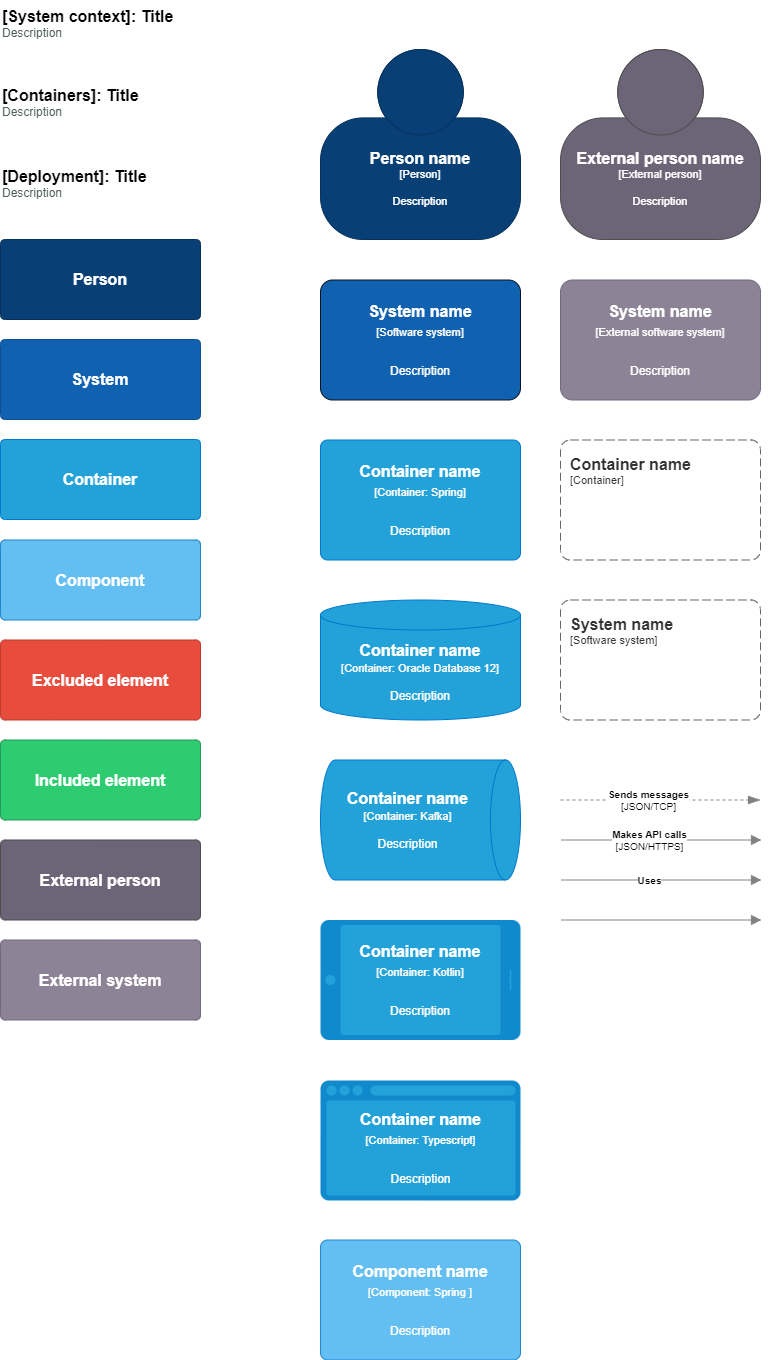 [System context]: Title
Description
[Containers]: Title
Description
[Deployment]: Title
Description
Person
System
Container
Component
Excluded element
Included element
External person
External system
Person name
[Person]
Description
System name
[Software system]
Description
Container name
[Container: Spring]
Description
Container name
[Container: Oracle Database 12]
Description
Container name
[Container: Kafka]
Description
Container name
[Container: Kotlin]
Description
Container name
[Container: Typescript]
Description
Component name
[Component: Spring ]
Description
External person name
[External person]
Description
System name
[External software system]
Description
Container name
[Container]
System name
[Software system]
Sends messages
[JSON/TCP]
Makes API calls
[JSON/HTTPS]
Uses